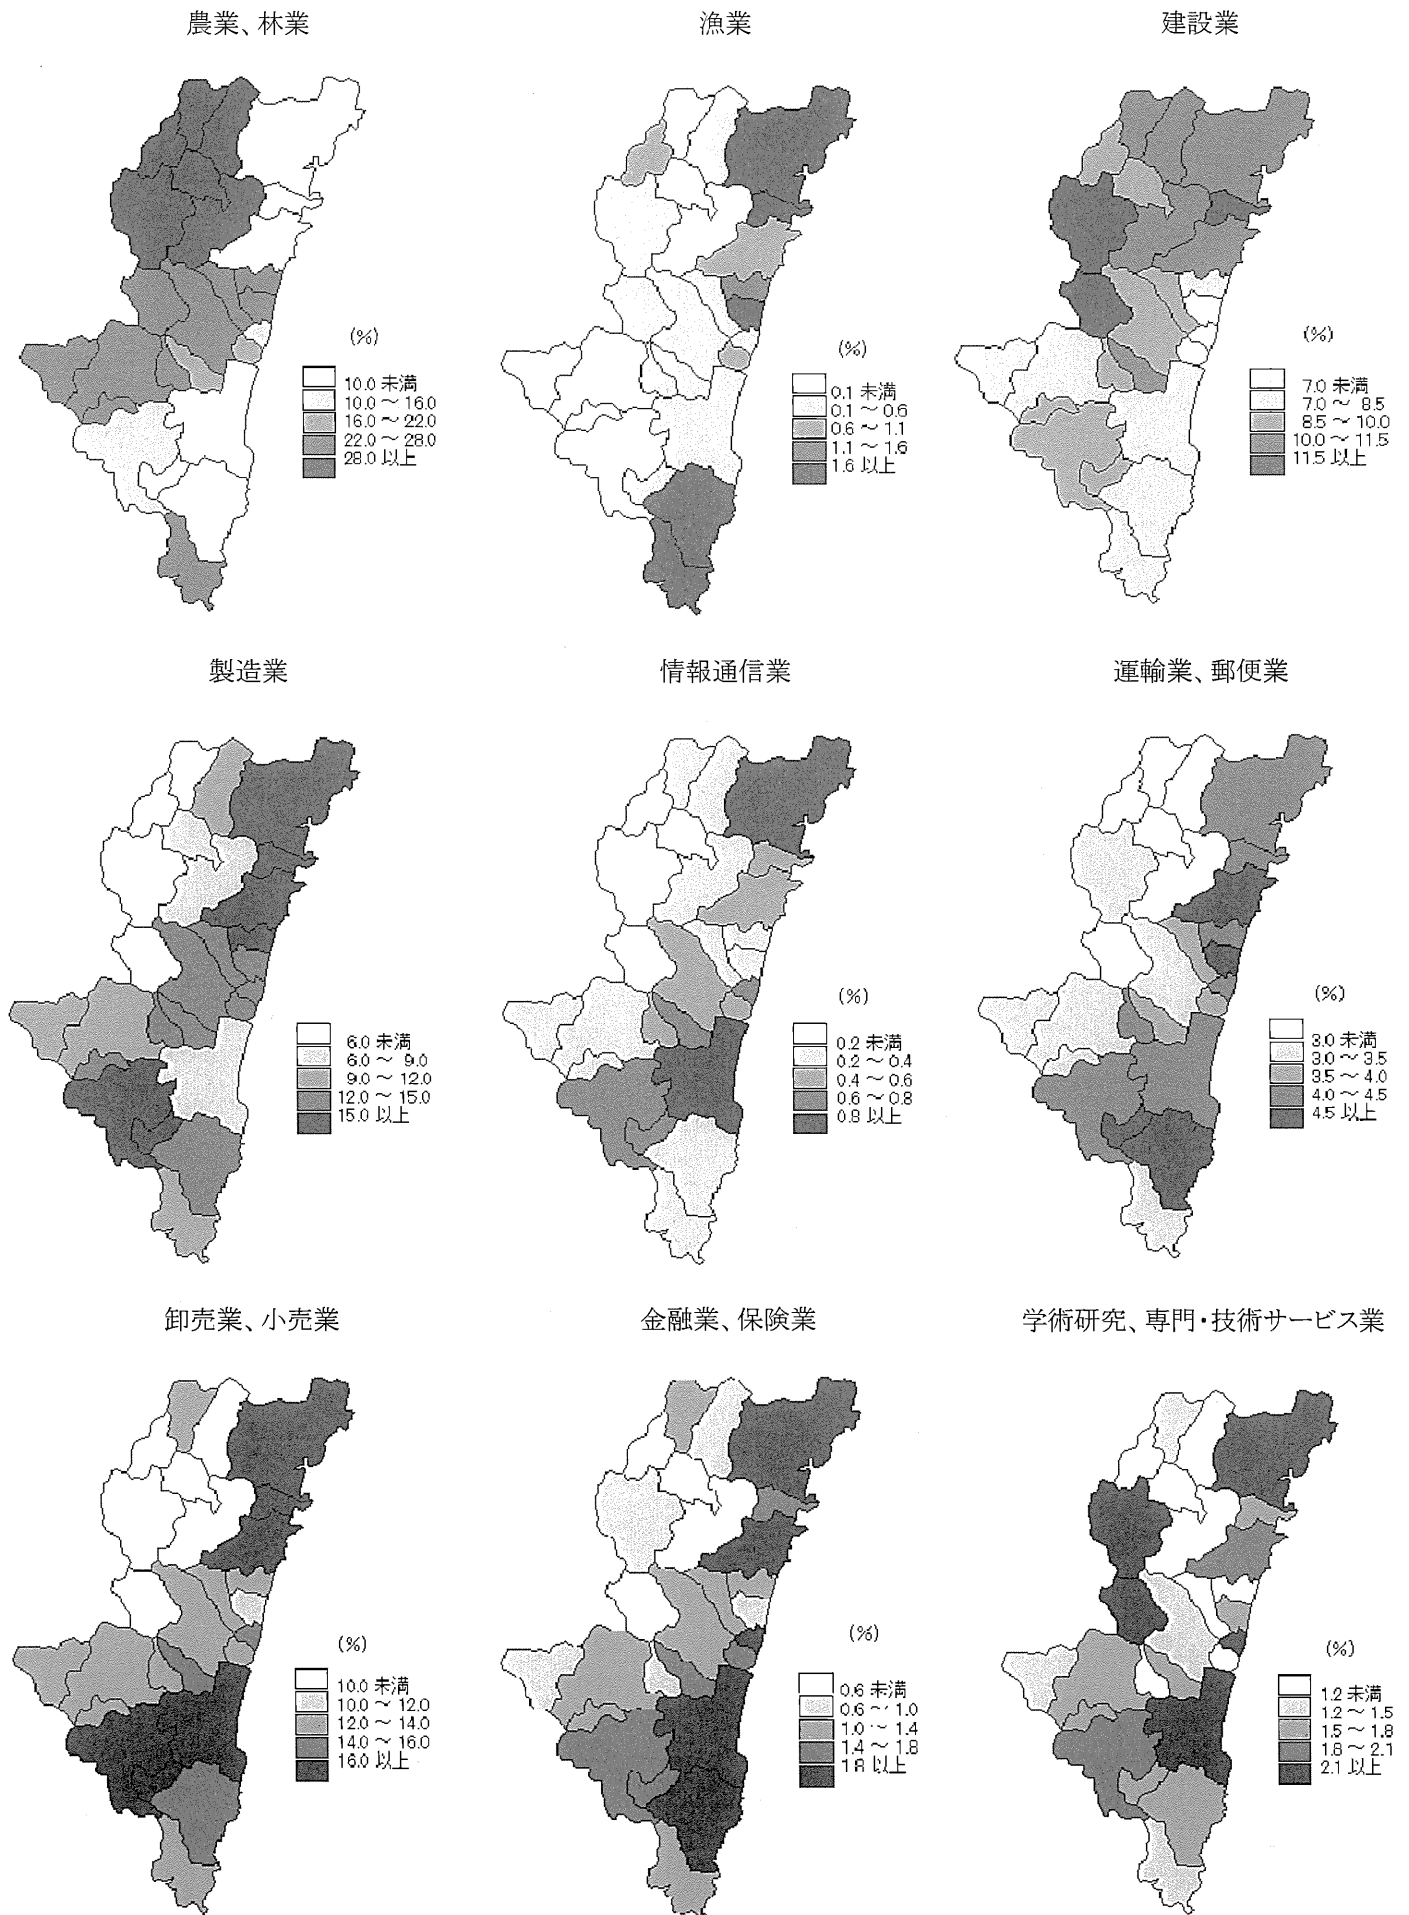 農業、林業
漁業
建設業
(%)
10.0 未満
10.0 ～ 16.0
16.0 ～ 22.0
22.0 ～ 28.0
28.0 以上
(%)
0.1 未満
0.1 ～ 0.6
0.6 ～ 1.1
1.1 ～ 1.6
1.6 以上
(%)
7.0 未満
7.0 ～ 8.5
8.5 ～ 10.0
10.0 ～ 11.5
11.5 以上
製造業
情報通信業
運輸業、郵便業
(%)
6.0 未満
6.0 ～ 9.0
9.0 ～ 12.0
12.0 ～ 15.0
15.0 以上
(%)
0.2 未満
0.2 ～ 0.4
0.4 ～ 0.6
0.6 ～ 0.8
0.8 以上
(%)
3.0 未満
3.0 ～ 3.5
3.5 ～ 4.0
4.0 ～ 4.5
4.5 以上
卸売業、小売業
金融業、保険業
学術研究、専門・技術サービス業
(%)
10.0 未満
10.0 ～ 12.0
12.0 ～ 14.0
14.0 ～ 16.0
16.0 以上
(%)
0.6 未満
0.6 ～ 1.0
1.0 ～ 1.4
1.4 ～ 1.8
1.8 以上
(%)
1.2 未満
1.2 ～ 1.5
1.5 ～ 1.8
1.8 ～ 2.1
2.1 以上